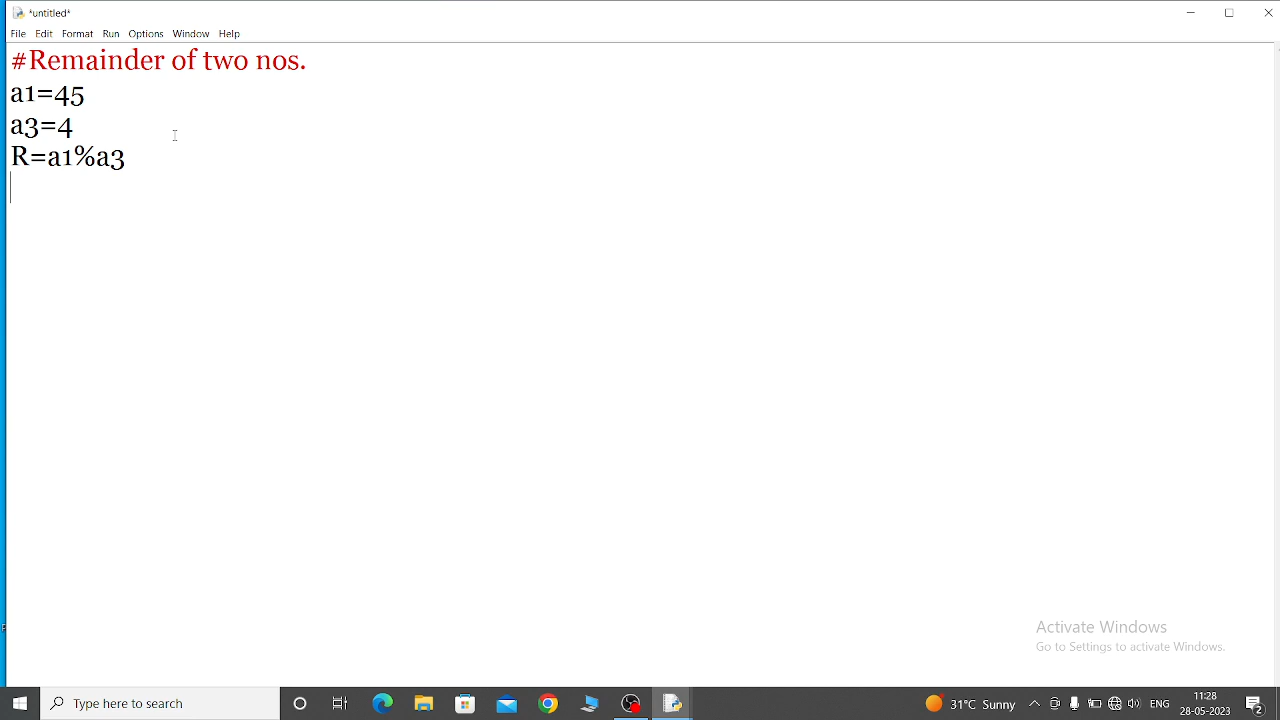 *untitled*
File Edit Format Run Options Window Help
#Remainder of two nos.
a1=45
a3=4
R=a1%a3
Activate Windows
Go to Settings to activate Windows.
Type here to search
31°C Sunny
ENG
11:28
28-05-2023
2